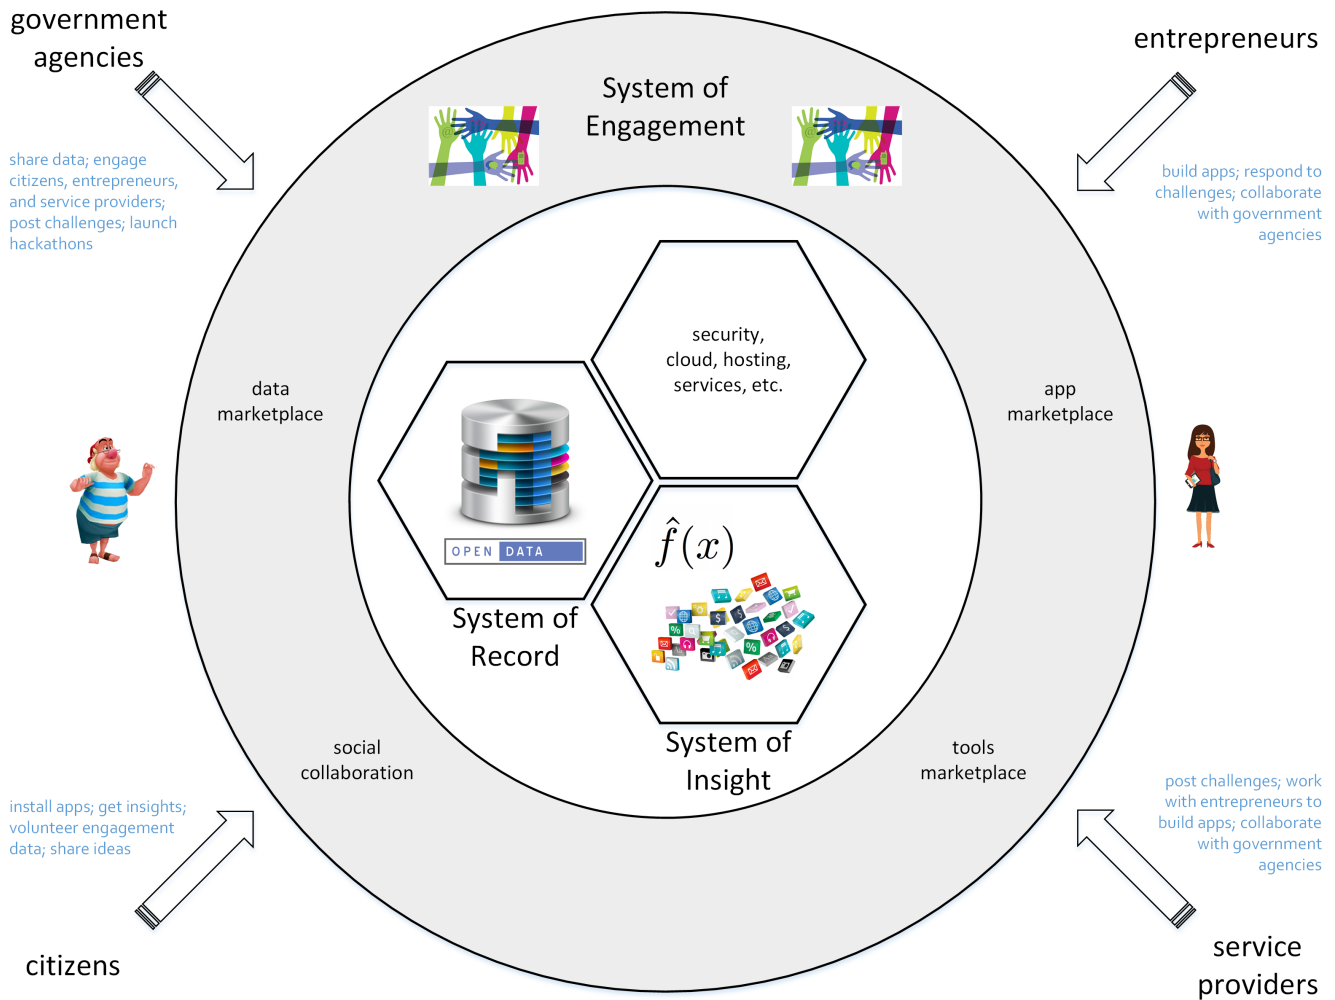 government
agencies
entrepreneurs
System of
Engagement
share data; engage
citizens, entrepreneurs,
and service providers;
post challenges; launch
hackathons
build apps; respond to
challenges; collaborate
with government
agencies
security,
cloud, hosting,
services, etc.
data
marketplace
app
marketplace
OPEN DATA
f̂(x)
System of
Record
System of
Insight
social
collaboration
tools
marketplace
install apps; get insights;
volunteer engagement
data; share ideas
post challenges; work
with entrepreneurs to
build apps; collaborate
with government
agencies
citizens
service
providers